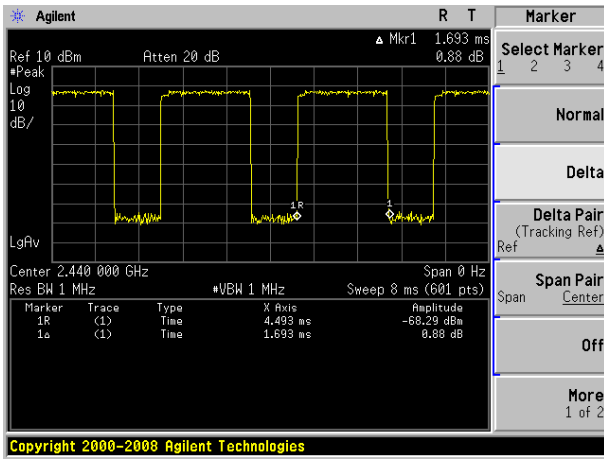 Agilent R T Marker
Δ Mkr1 1.693 ms
Ref 10 dBm Atten 20 dB 0.88 dB
#Peak
Log
10
dB/
1R
1
LgAv
Center 2.440 000 GHz Span 0 Hz
Res BW 1 MHz #VBW 1 MHz Sweep 8 ms (601 pts)
Marker Trace Type X Axis Amplitude
1R (1) Time 4.493 ms -68.29 dBm
1Δ (1) Time 1.693 ms 0.88 dB
Select Marker
1 2 3 4
Normal
Delta
Delta Pair
(Tracking Ref)
Ref Δ
Span Pair
Span Center
Off
More
1 of 2
Copyright 2000-2008 Agilent Technologies